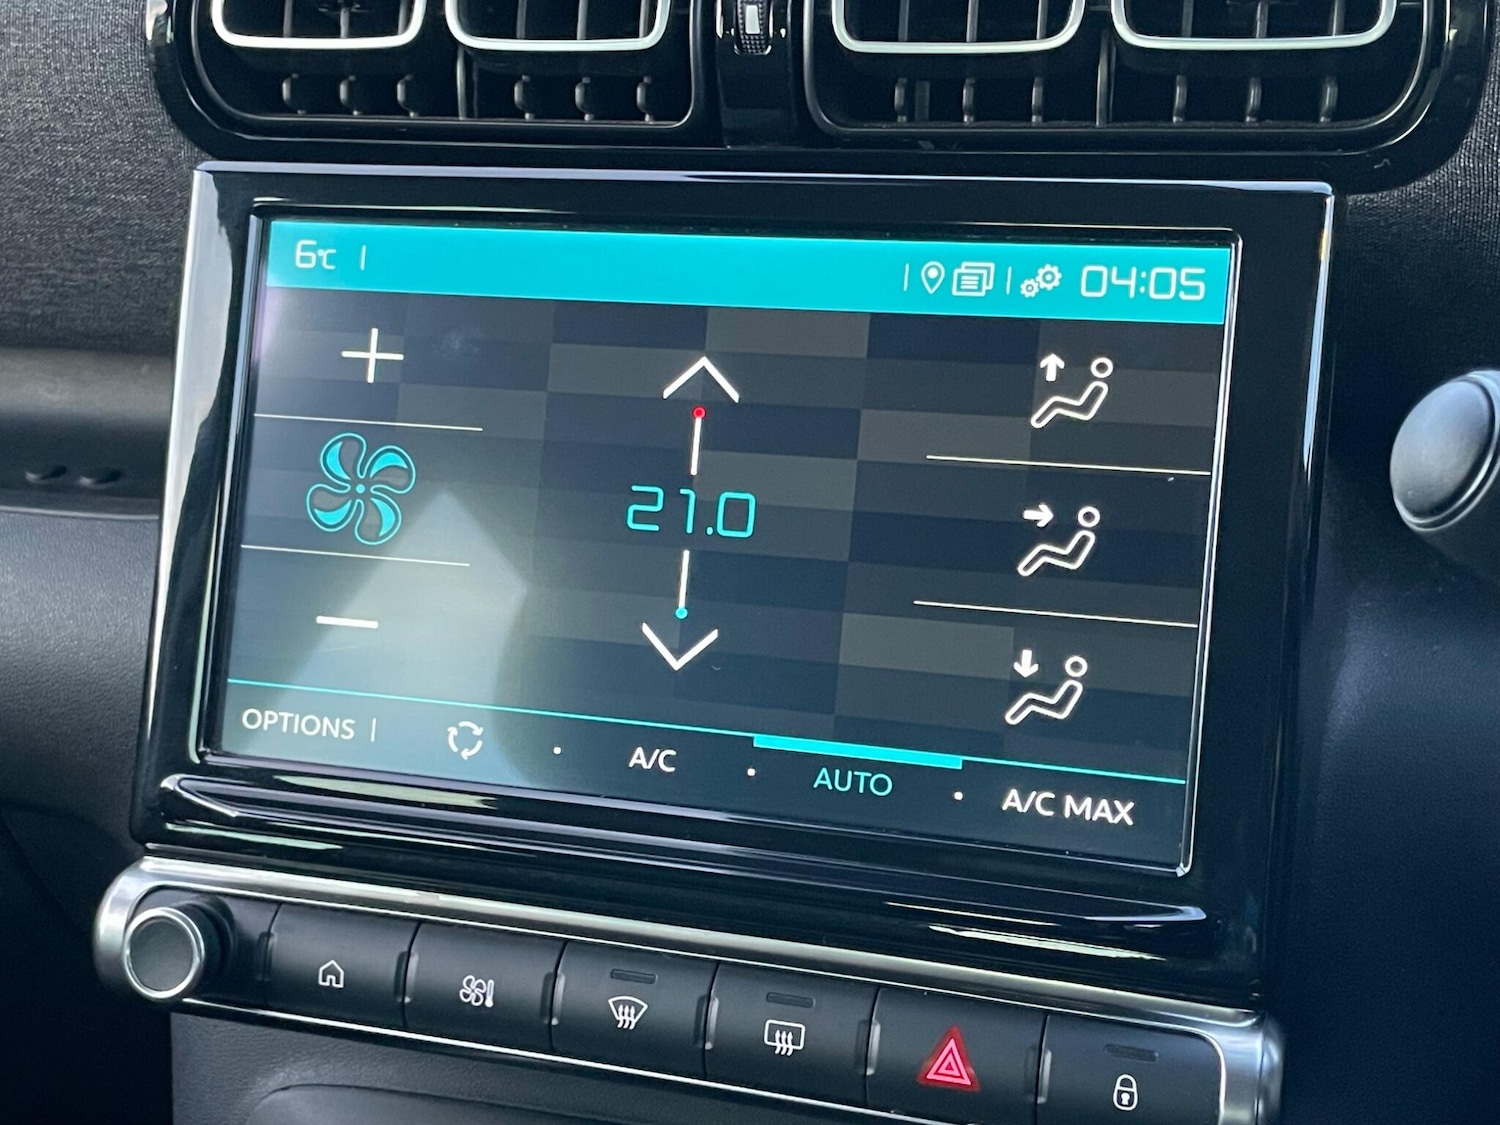 6°C
04:05
21.0
OPTIONS
A/C
AUTO
A/C MAX